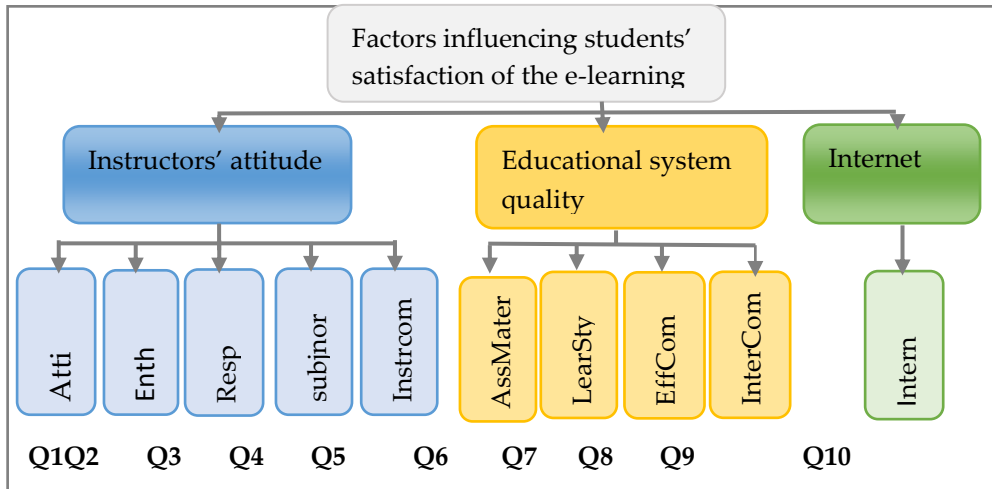 Factors influencing students’
satisfaction of the e-learning
Instructors’ attitude
Educational system
quality
Internet
Atti
Enth
Resp
subjnor
Instrcom
AssMater
LearSty
EffCom
InterCom
Intern
Q1Q2 Q3 Q4 Q5 Q6 Q7 Q8 Q9 Q10